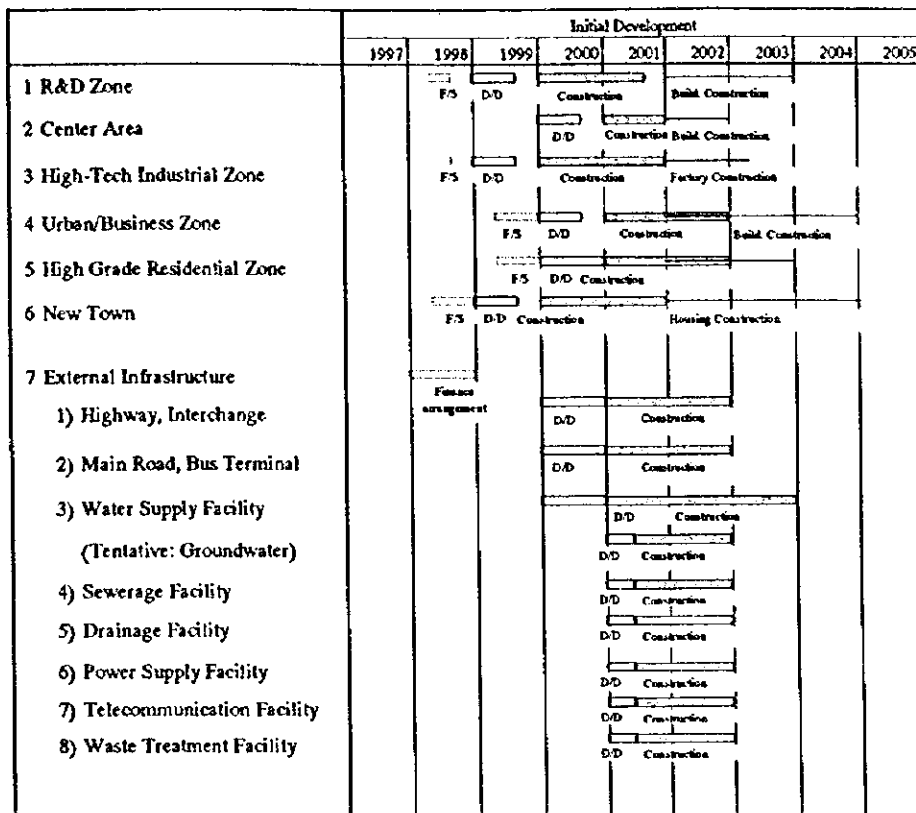 Initial Development
1997 1998 1999 2000 2001 2002 2003 2004 2005
1 R&D Zone
F/S D/D Construction Build. Construction
2 Center Area
D/D Construction Build. Construction
3 High-Tech Industrial Zone
F/S D/D Construction Factory Construction
4 Urban/Business Zone
F/S D/D Construction Build. Construction
5 High Grade Residential Zone
F/S D/D Construction
6 New Town
F/S D/D Construction Housing Construction
7 External Infrastructure
Finance
arrangement
1) Highway, Interchange
D/D Construction
2) Main Road, Bus Terminal
D/D Construction
3) Water Supply Facility
D/D Construction
(Tentative: Groundwater)
D/D Construction
4) Sewerage Facility
D/D Construction
5) Drainage Facility
D/D Construction
6) Power Supply Facility
D/D Construction
7) Telecommunication Facility
D/D Construction
8) Waste Treatment Facility
D/D Construction